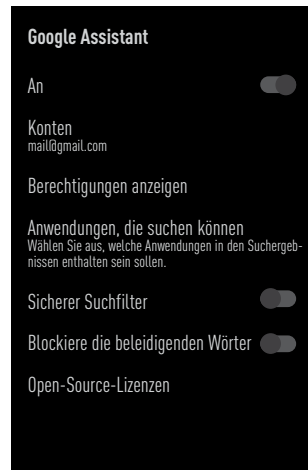 Google Assistant
An
Konten
mail@gmail.com
Berechtigungen anzeigen
Anwendungen, die suchen können
Wählen Sie aus, welche Anwendungen in den Suchergeb-
nissen enthalten sein sollen.
Sicherer Suchfilter
Blockiere die beleidigenden Wörter
Open-Source-Lizenzen